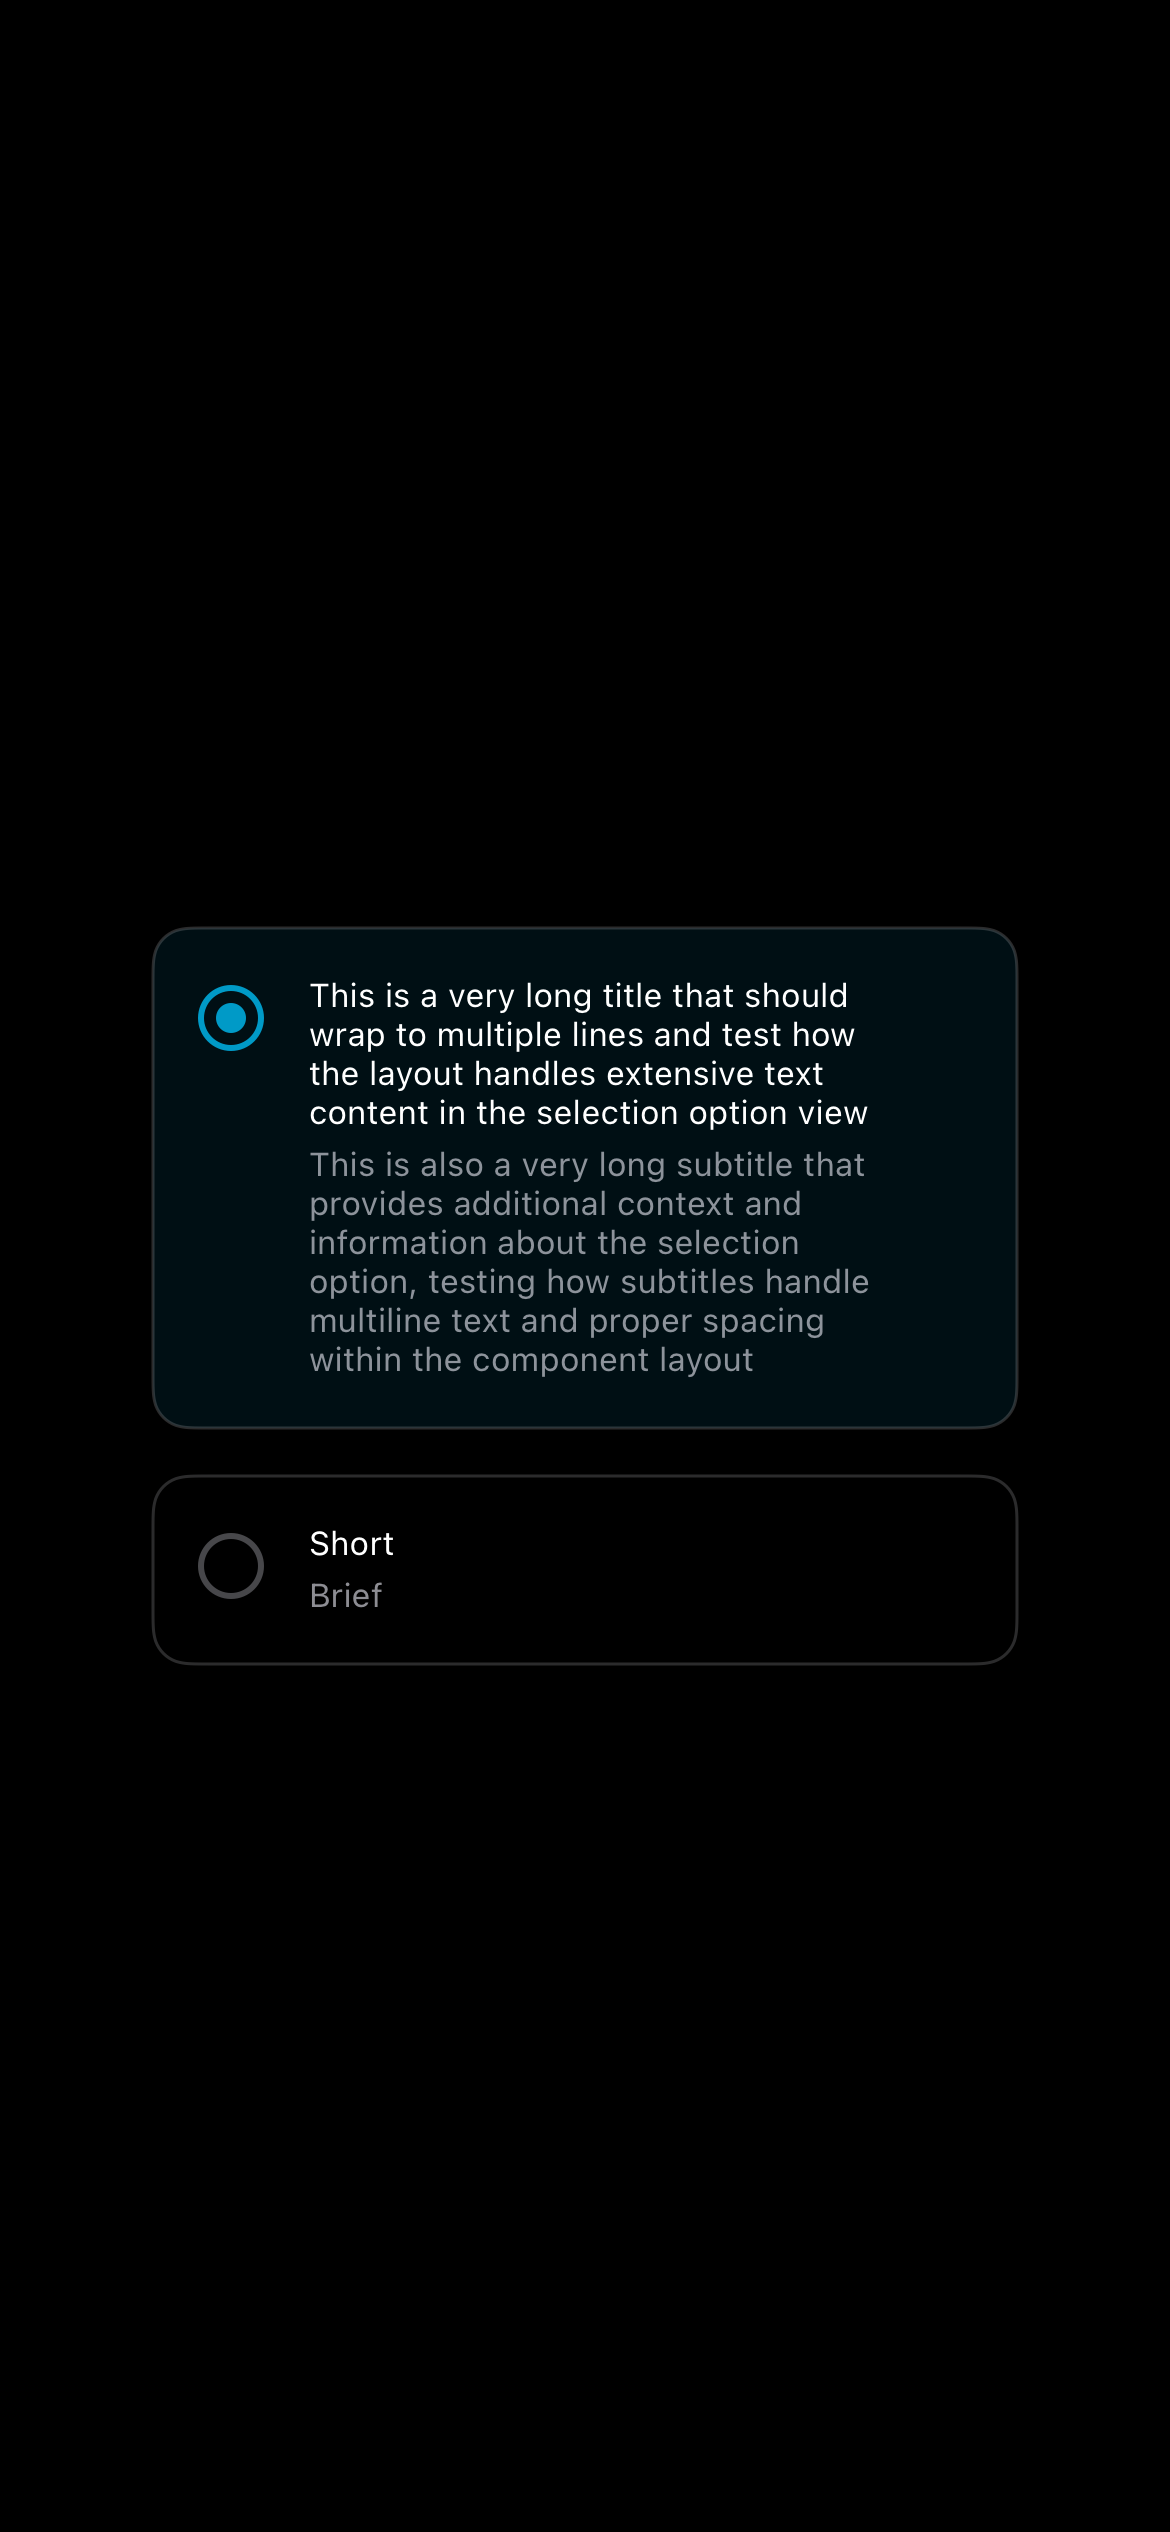 This is a very long title that should
wrap to multiple lines and test how
the layout handles extensive text
content in the selection option view
This is also a very long subtitle that
provides additional context and
information about the selection
option, testing how subtitles handle
multiline text and proper spacing
within the component layout
Short
Brief